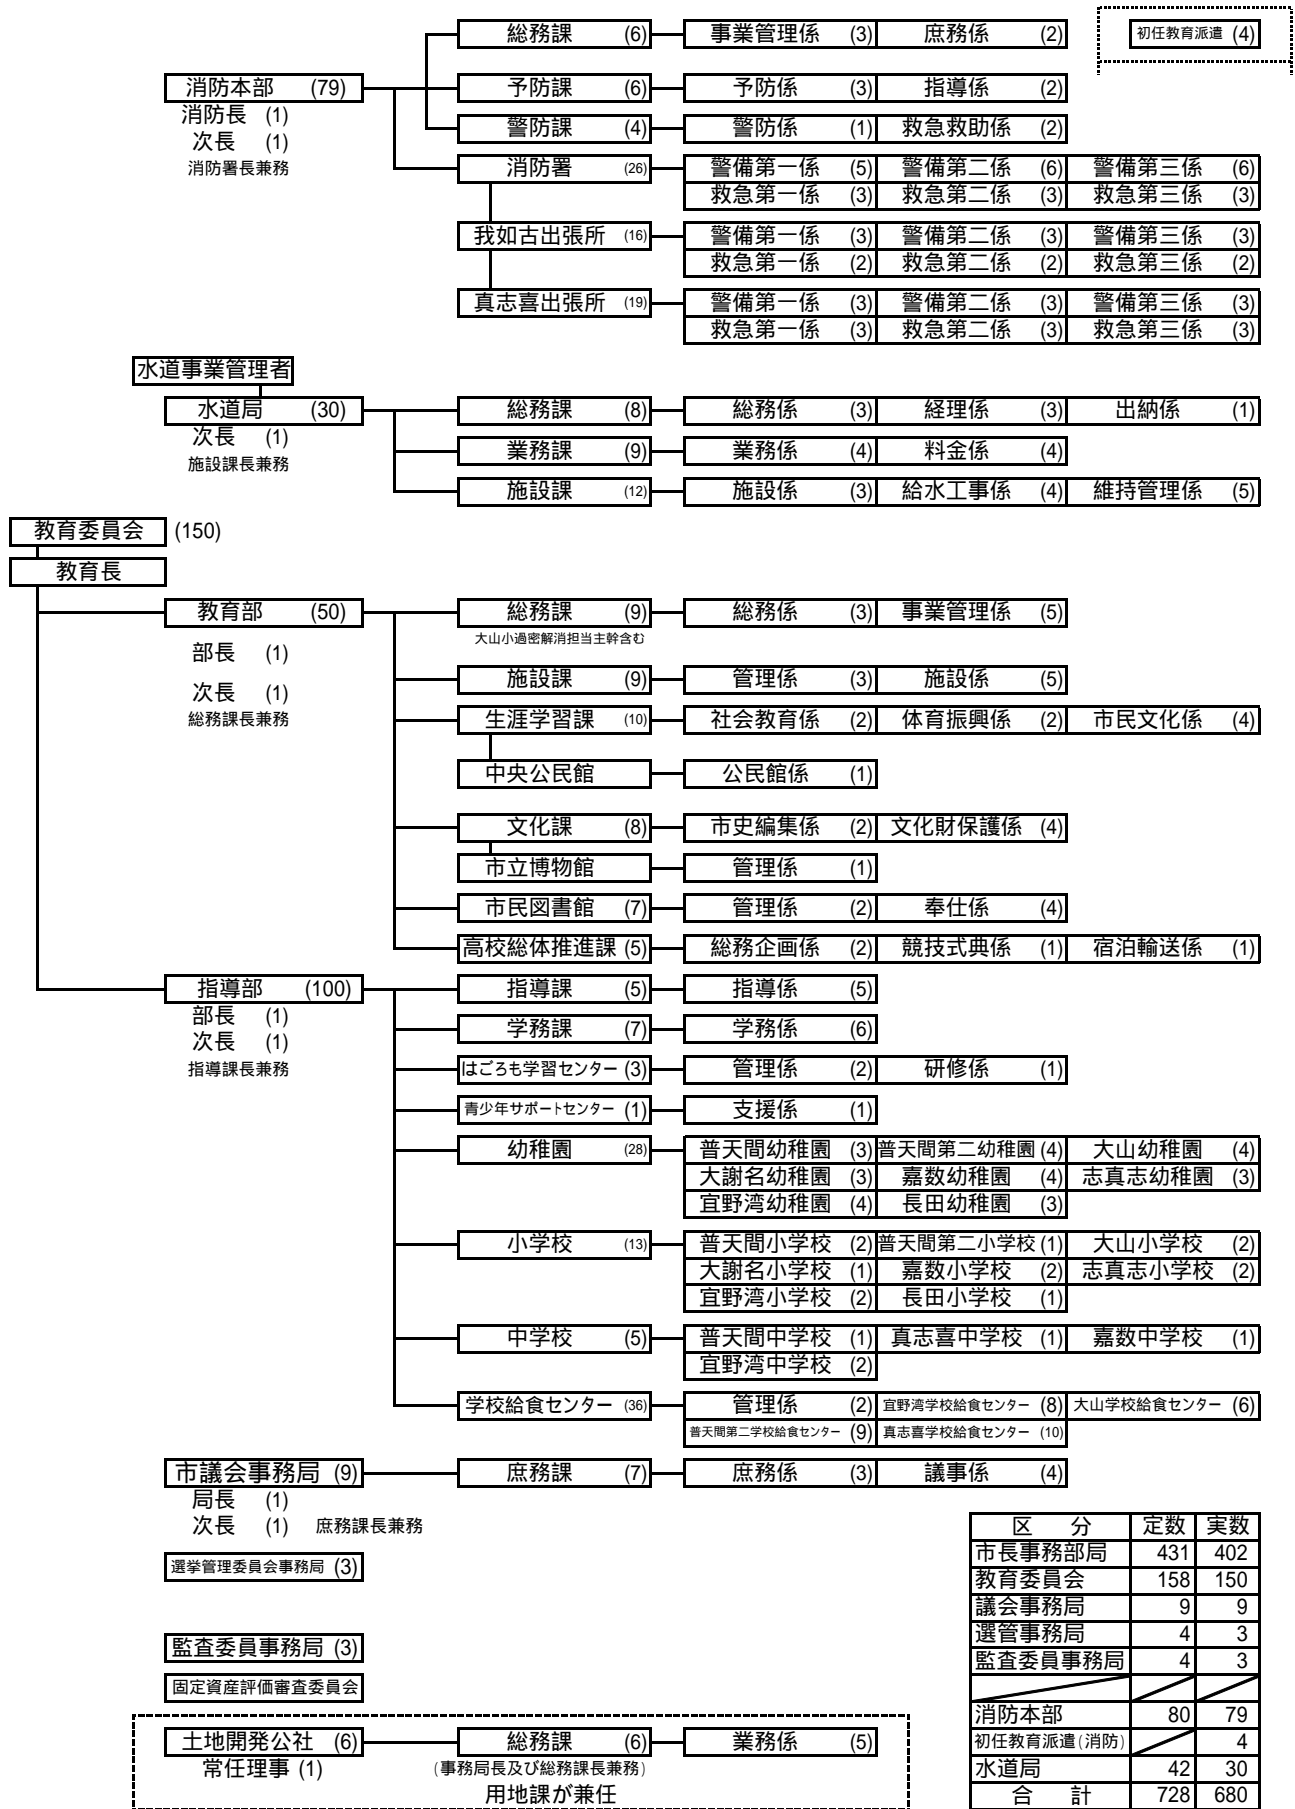 総務課 (6) 事業管理係 (3) 庶務係 (2) 初任教育派遣 (4)
消防本部 (79) 予防課 (6) 予防係 (3) 指導係 (2)
消防長 (1)
警防課 (4) 警防係 (1) 救急救助係 (2)
次長 (1)
消防署長兼務 消防署 (26) 警備第一係 (5) 警備第二係 (6) 警備第三係 (6)
救急第一係 (3) 救急第二係 (3) 救急第三係 (3)
我如古出張所 (16) 警備第一係 (3) 警備第二係 (3) 警備第三係 (3)
救急第一係 (2) 救急第二係 (2) 救急第三係 (2)
真志喜出張所 (19) 警備第一係 (3) 警備第二係 (3) 警備第三係 (3)
救急第一係 (3) 救急第二係 (3) 救急第三係 (3)
水道事業管理者
水道局 (30) 総務課 (8) 総務係 (3) 経理係 (3) 出納係 (1)
次長 (1)
業務課 (9) 業務係 (4) 料金係 (4)
施設課長兼務
施設課 (12) 施設係 (3) 給水工事係 (4) 維持管理係 (5)
教育委員会 (150)
教育長
教育部 (50) 総務課 (9) 総務係 (3) 事業管理係 (5)
大山小過密解消担当主幹含む
部長 (1)
施設課 (9) 管理係 (3) 施設係 (5)
次長 (1)
総務課長兼務 生涯学習課 (10) 社会教育係 (2) 体育振興係 (2) 市民文化係 (4)
中央公民館 公民館係 (1)
文化課 (8) 市史編集係 (2) 文化財保護係 (4)
市立博物館 管理係 (1)
市民図書館 (7) 管理係 (2) 奉仕係 (4)
高校総体推進課 (5) 総務企画係 (2) 競技式典係 (1) 宿泊輸送係 (1)
指導部 (100) 指導課 (5) 指導係 (5)
部長 (1)
学務課 (7) 学務係 (6)
次長 (1)
指導課長兼務 はごろも学習センター (3) 管理係 (2) 研修係 (1)
青少年サポートセンター (1) 支援係 (1)
幼稚園 (28) 普天間幼稚園 (3) 普天間第二幼稚園 (4) 大山幼稚園 (4)
大謝名幼稚園 (3) 嘉数幼稚園 (4) 志真志幼稚園 (3)
宜野湾幼稚園 (4) 長田幼稚園 (3)
小学校 (13) 普天間小学校 (2) 普天間第二小学校 (1) 大山小学校 (2)
大謝名小学校 (1) 嘉数小学校 (2) 志真志小学校 (2)
宜野湾小学校 (2) 長田小学校 (1)
中学校 (5) 普天間中学校 (1) 真志喜中学校 (1) 嘉数中学校 (1)
宜野湾中学校 (2)
学校給食センター (36) 管理係 (2) 宜野湾学校給食センター (8) 大山学校給食センター (6)
普天間第二学校給食センター (9) 真志喜学校給食センター (10)
市議会事務局 (9) 庶務課 (7) 庶務係 (3) 議事係 (4)
局長 (1)
次長 (1) 庶務課長兼務
選挙管理委員会事務局 (3)
監査委員事務局 (3)
固定資産評価審査委員会
土地開発公社 (6) 総務課 (6) 業務係 (5)
常任理事 (1) (事務局長及び総務課長兼務)
用地課が兼任
区 分 定数 実数
市長事務部局 431 402
教育委員会 158 150
議会事務局 9 9
選管事務局 4 3
監査委員事務局 4 3
消防本部 80 79
初任教育派遣(消防) 4
水道局 42 30
合 計 728 680